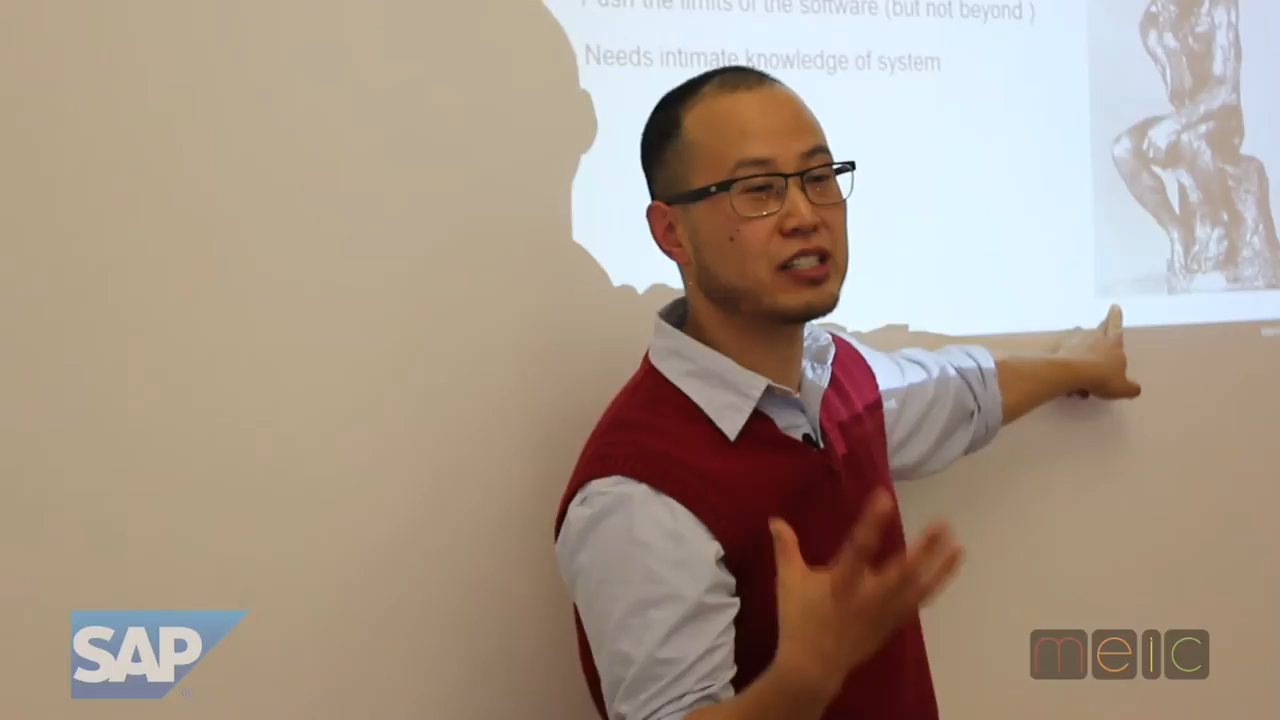 Push the limits of the software (but not beyond )
Needs intimate knowledge of system
SAP
meic